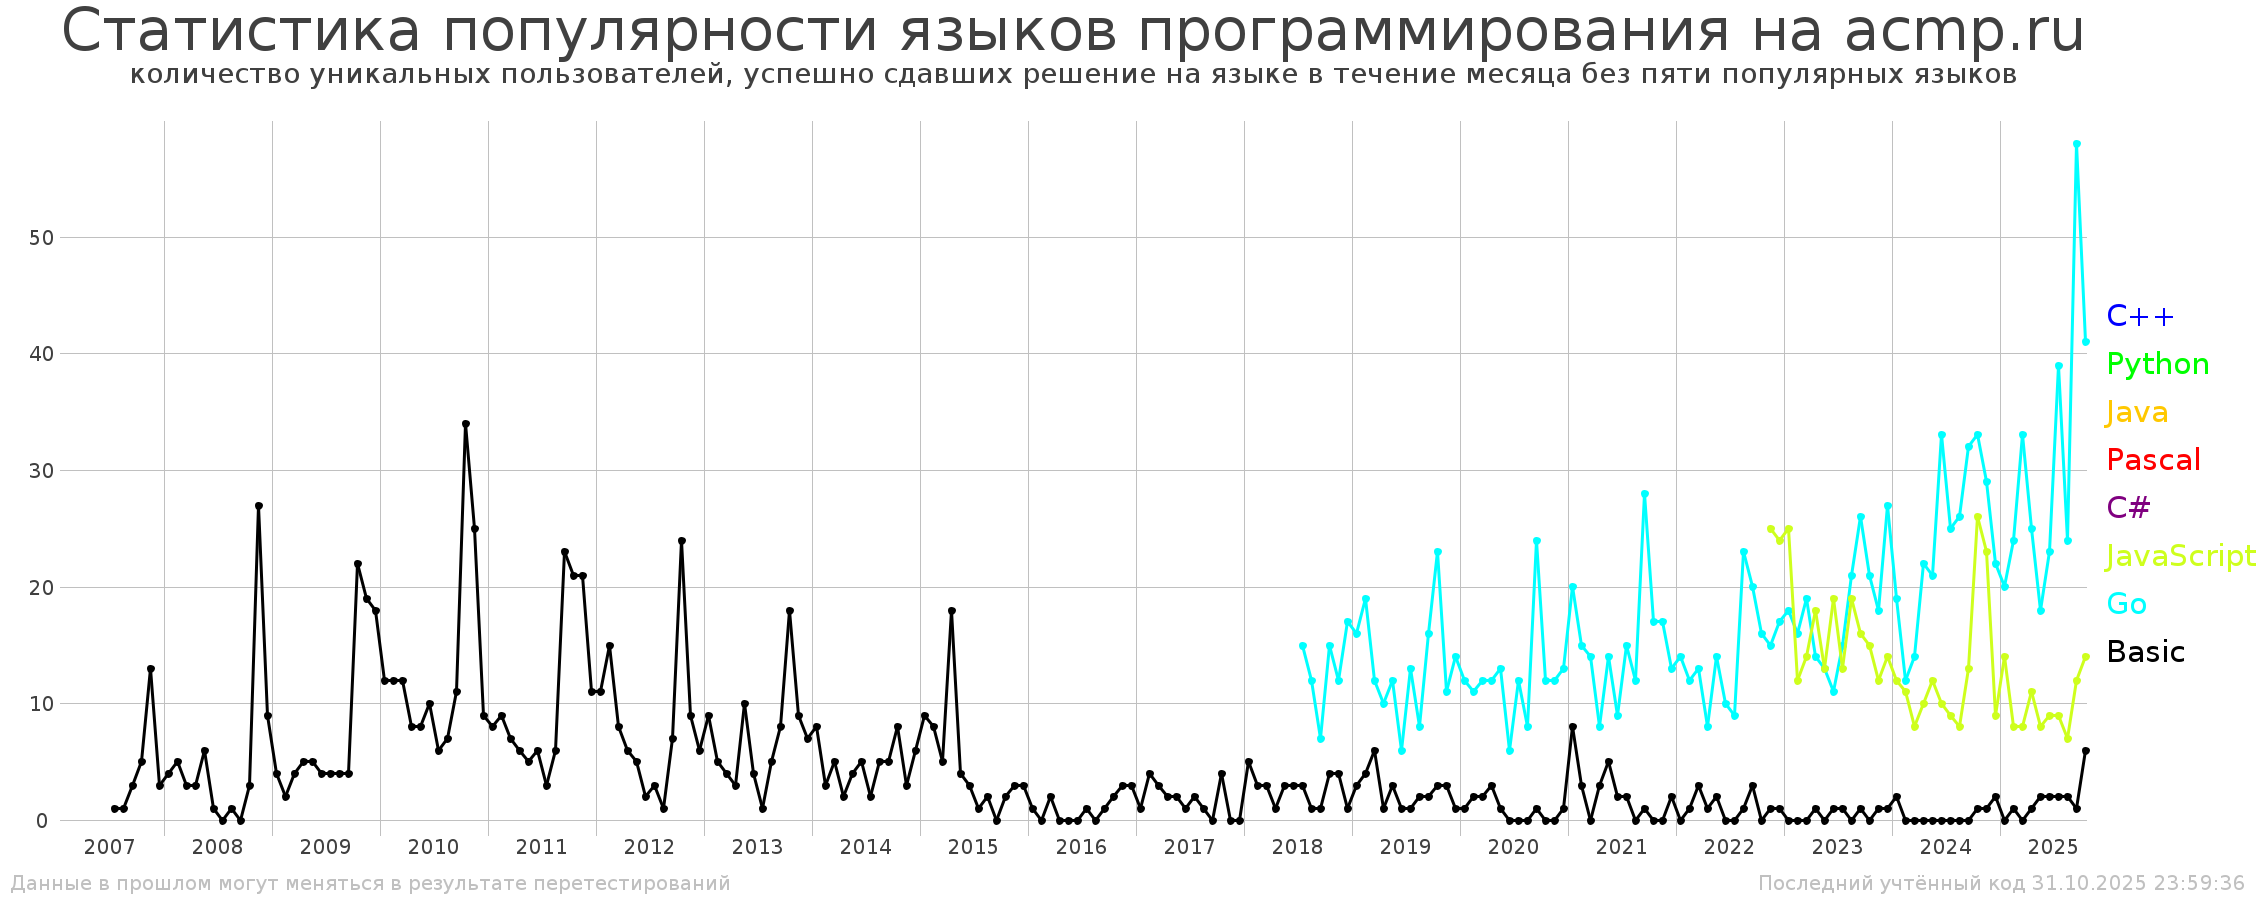 Статистика популярности языков программирования на acmp.ru
количество уникальных пользователей, успешно сдавших решение на языке в течение месяца без пяти популярных языков
50
40
30
20
10
0
C++
Python
Java
Pascal
C#
JavaScript
Go
Basic
2007 2008 2009 2010 2011 2012 2013 2014 2015 2016 2017 2018 2019 2020 2021 2022 2023 2024 2025
Данные в прошлом могут меняться в результате перетестирований
Последний учтённый код 31.10.2025 23:59:36